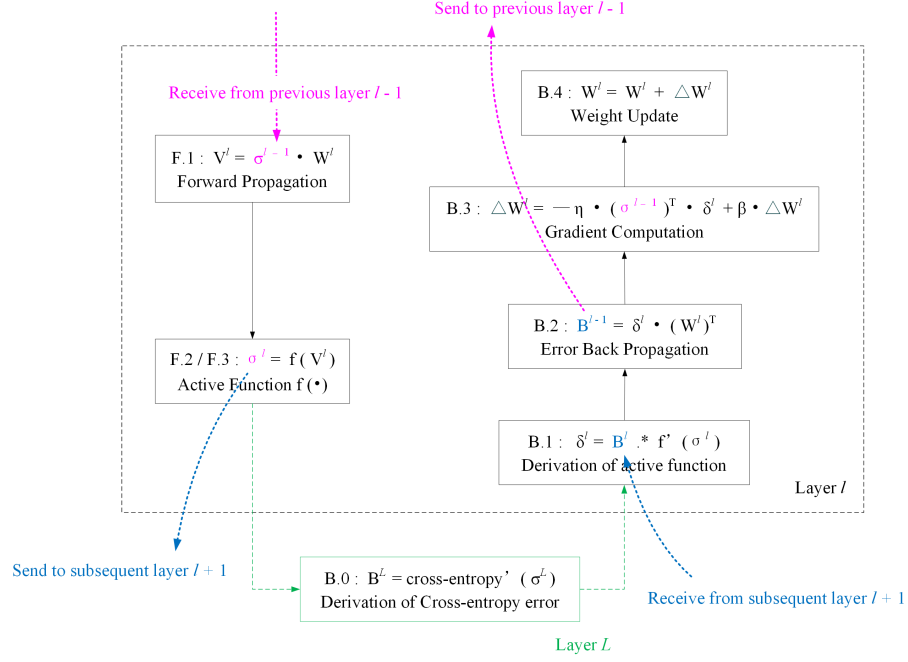 Send to previous layer l - 1
Receive from previous layer l - 1
F.1 : V^l = σ^{l - 1} • W^l
Forward Propagation
F.2 / F.3 : σ^l = f ( V^l )
Active Function f (•)
Send to subsequent layer l + 1
B.4 : W^l = W^l + △W^l
Weight Update
B.3 : △W^l = — η • ( σ^{l - 1} )^T • δ^l + β • △W^l
Gradient Computation
B.2 : B^{l - 1} = δ^l • ( W^l )^T
Error Back Propagation
B.1 : δ^l = B^l .* f’ ( σ^l )
Derivation of active function
Layer l
B.0 : B^L = cross-entropy’ ( σ^L )
Derivation of Cross-entropy error
Receive from subsequent layer l + 1
Layer L